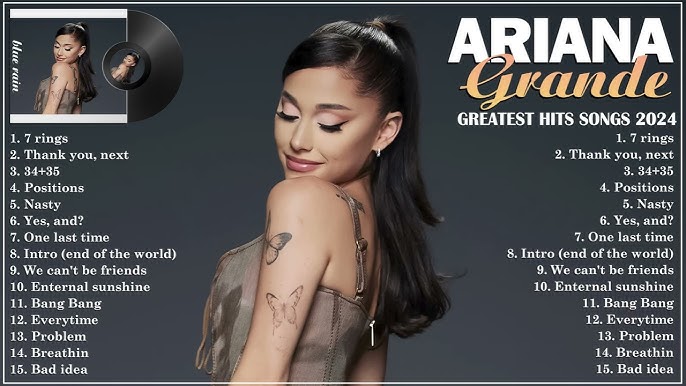 blue rain
ARIANA
Grande
GREATEST HITS SONGS 2024
1. 7 rings
2. Thank you, next
3. 34+35
4. Positions
5. Nasty
6. Yes, and?
7. One last time
8. Intro (end of the world)
9. We can't be friends
10. Enternal sunshine
11. Bang Bang
12. Everytime
13. Problem
14. Breathin
15. Bad idea
1. 7 rings
2. Thank you, next
3. 34+35
4. Positions
5. Nasty
6. Yes, and?
7. One last time
8. Intro (end of the world)
9. We can't be friends
10. Enternal sunshine
11. Bang Bang
12. Everytime
13. Problem
14. Breathin
15. Bad idea